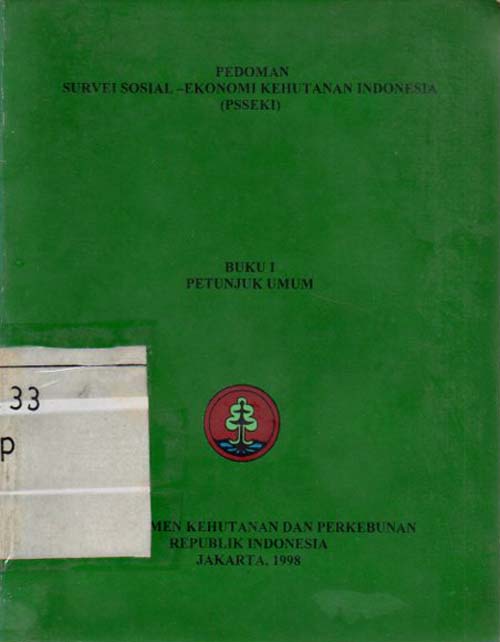 PEDOMAN
SURVEI SOSIAL –EKONOMI KEHUTANAN INDONESIA
(PSSEKI)
BUKU I
PETUNJUK UMUM
33
p
MEN KEHUTANAN DAN PERKEBUNAN
REPUBLIK INDONESIA
JAKARTA, 1998